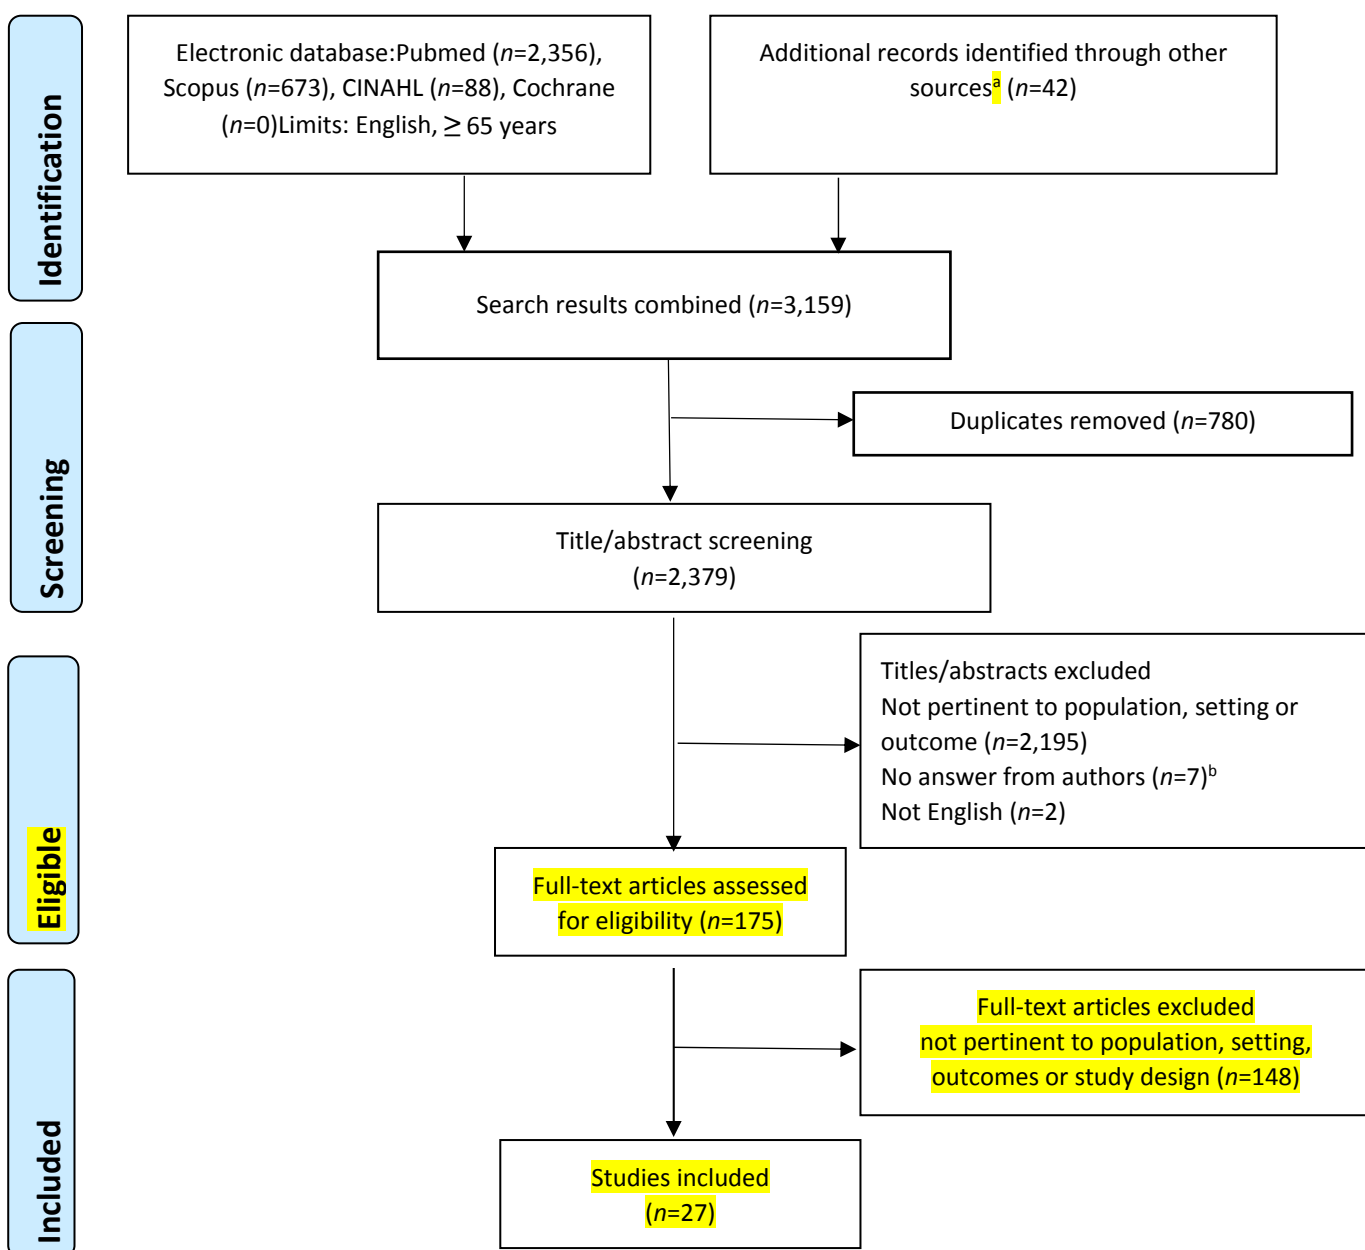 Identification
Electronic database:Pubmed (n=2,356),
Scopus (n=673), CINAHL (n=88), Cochrane
(n=0)Limits: English, ≥ 65 years
Additional records identified through other
sourcesᵃ (n=42)
Search results combined (n=3,159)
Screening
Duplicates removed (n=780)
Title/abstract screening
(n=2,379)
Eligible
Titles/abstracts excluded
Not pertinent to population, setting or
outcome (n=2,195)
No answer from authors (n=7)ᵇ
Not English (n=2)
Full-text articles assessed
for eligibility (n=175)
Included
Full-text articles excluded
not pertinent to population, setting,
outcomes or study design (n=148)
Studies included
(n=27)